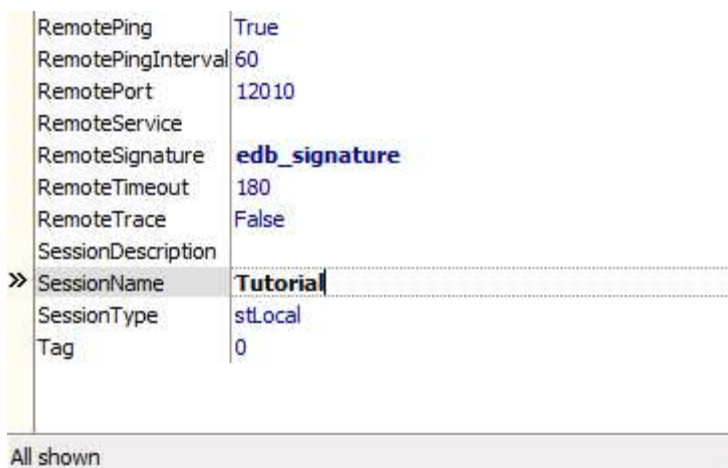 RemotePing True
RemotePingInterval 60
RemotePort 12010
RemoteService
RemoteSignature edb_signature
RemoteTimeout 180
RemoteTrace False
SessionDescription
» SessionName Tutorial
SessionType stLocal
Tag 0
All shown